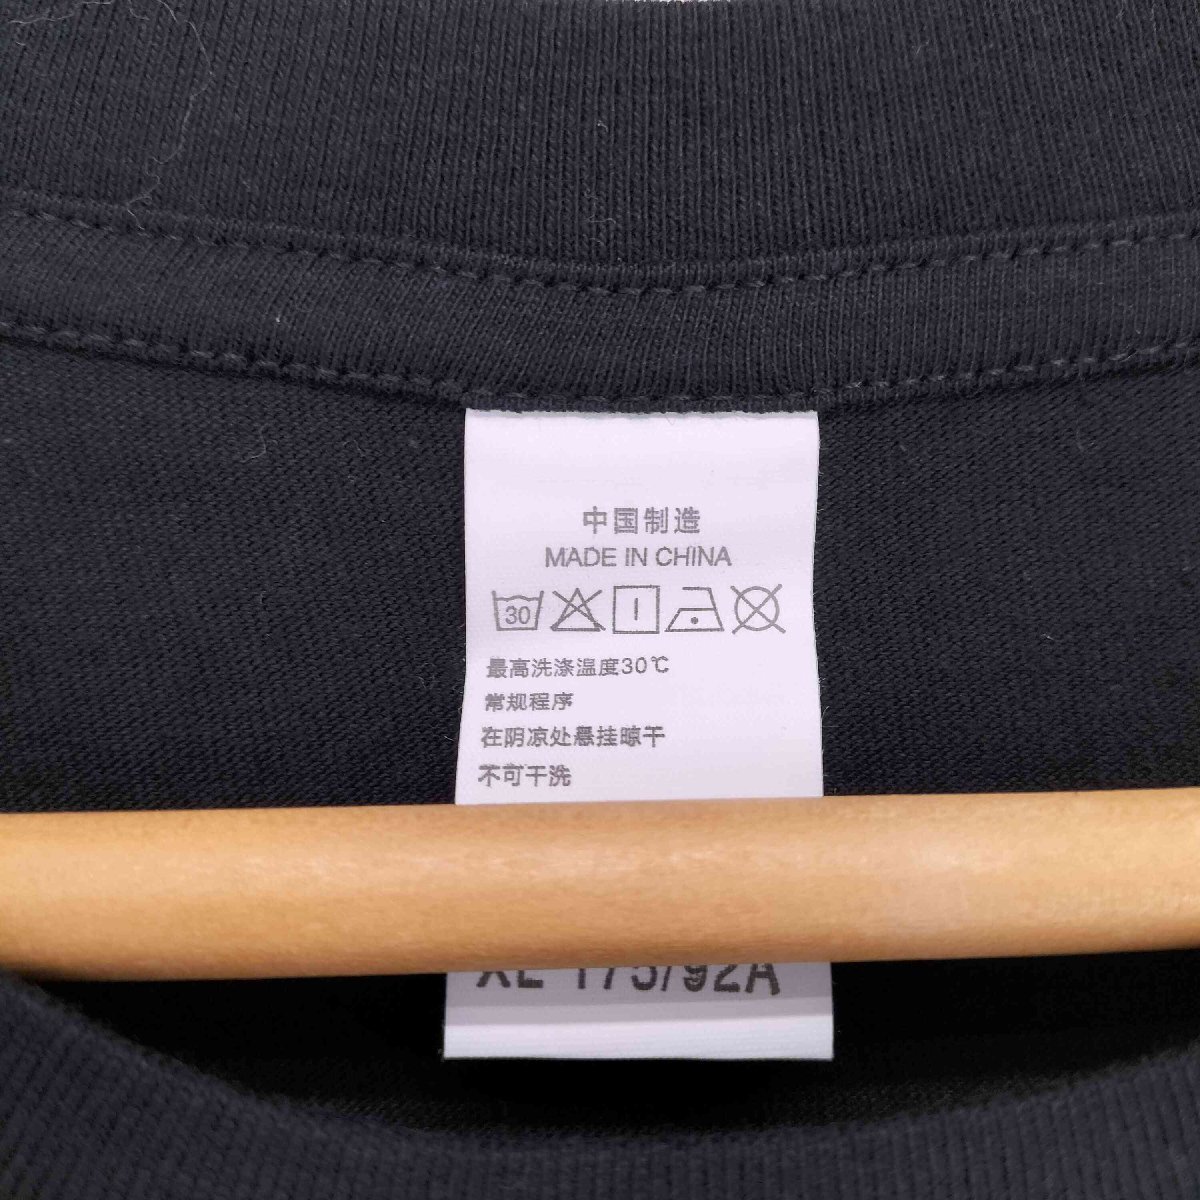 中国制造
MADE IN CHINA
30
最高洗涤温度30℃
常规程序
在阴凉处悬挂晾干
不可干洗
XL 175/92A